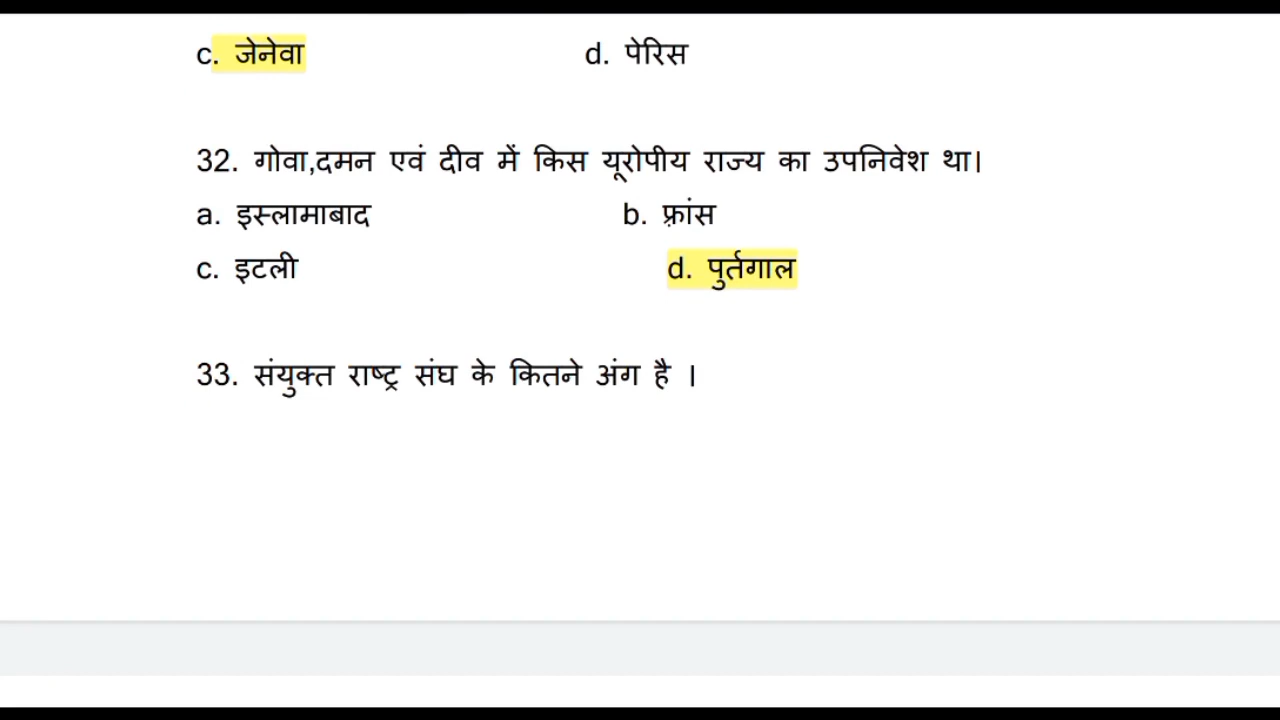 c. जेनेवा d. पेरिस
32. गोवा,दमन एवं दीव में किस यूरोपीय राज्य का उपनिवेश था।
a. इस्लामाबाद b. फ़्रांस
c. इटली d. पुर्तगाल
33. संयुक्त राष्ट्र संघ के कितने अंग है ।